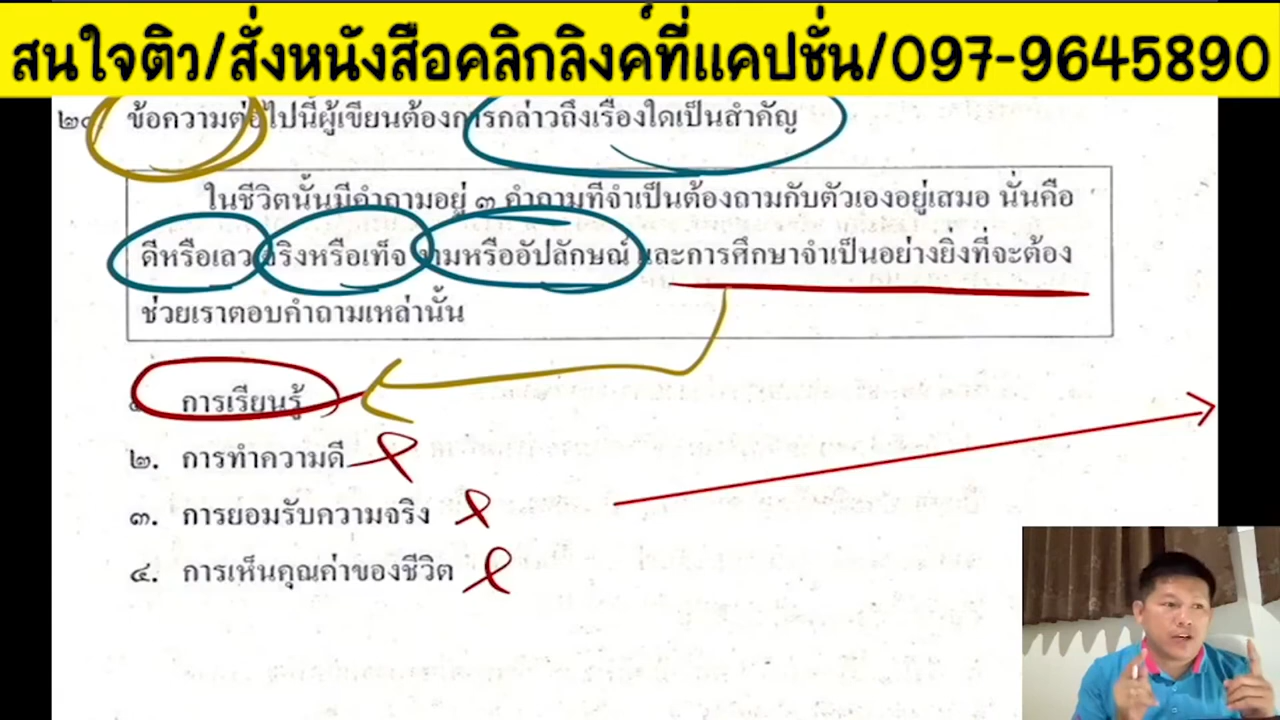 สนใจติว/สั่งหนังสือคลิกลิงค์ที่แคปชั่น/097-9645890
ข้อความต่อไปนี้ผู้เขียนต้องการกล่าวถึงเรื่องใดเป็นสำคัญ
ในชีวิตนั้นมีคำถามอยู่ ๓ คำถามที่จำเป็นต้องถามกับตัวเองอยู่เสมอ นั่นคือ
ดีหรือเลว จริงหรือเท็จ งามหรืออัปลักษณ์ และการศึกษาจำเป็นอย่างยิ่งที่จะต้อง
ช่วยเราตอบคำถามเหล่านั้น
การเรียนรู้
๒. การทำความดี
๓. การยอมรับความจริง
๔. การเห็นคุณค่าของชีวิต